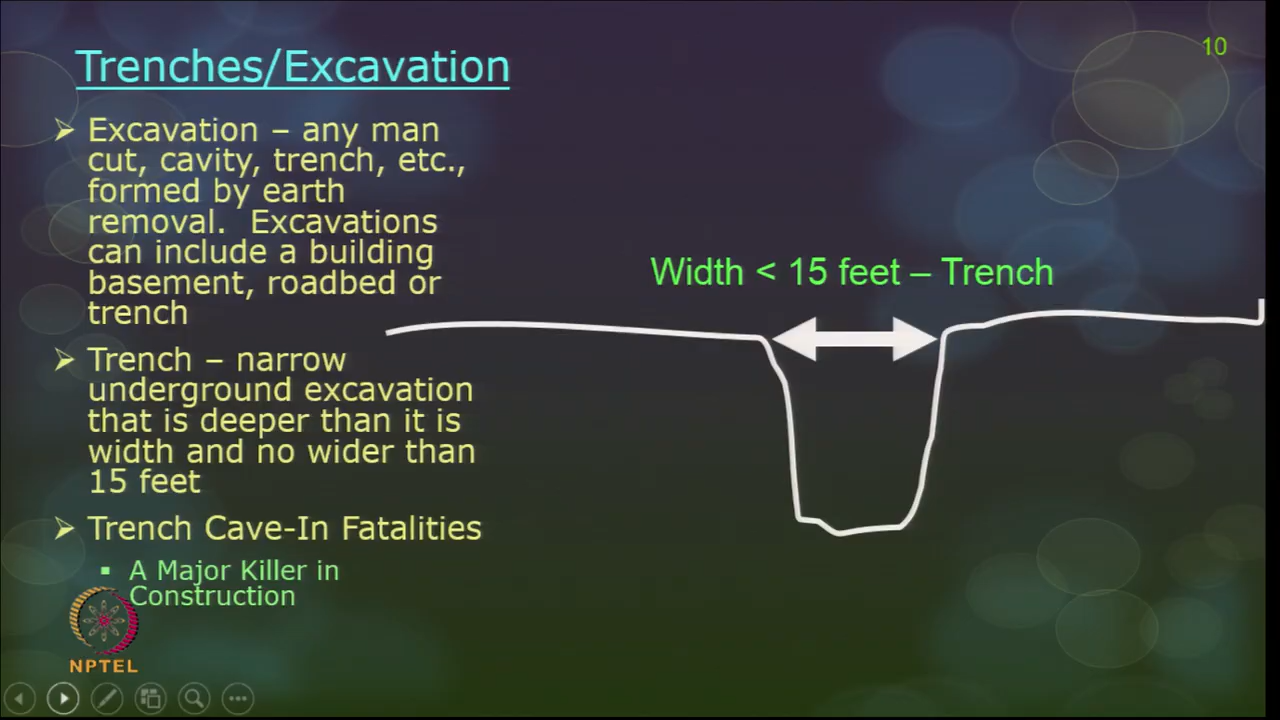 10
Trenches/Excavation
Excavation – any man
cut, cavity, trench, etc.,
formed by earth
removal. Excavations
can include a building
basement, roadbed or
trench
Trench – narrow
underground excavation
that is deeper than it is
width and no wider than
15 feet
Trench Cave-In Fatalities
A Major Killer in
Construction
Width < 15 feet – Trench
NPTEL